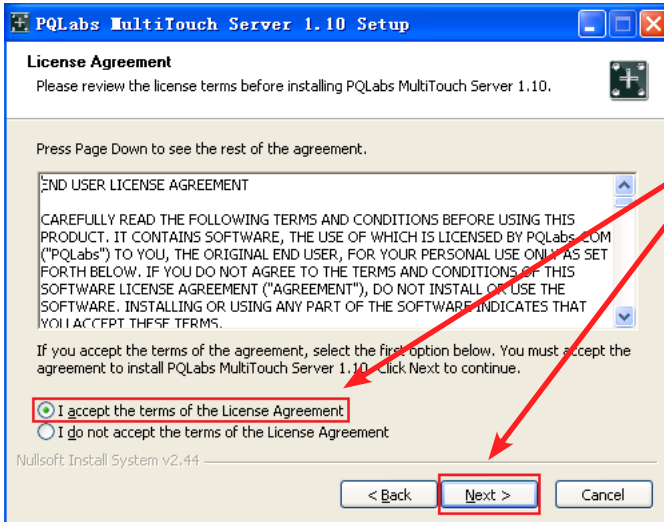 PQLabs MultiTouch Server 1.10 Setup
License Agreement
Please review the license terms before installing PQLabs MultiTouch Server 1.10.
Press Page Down to see the rest of the agreement.
END USER LICENSE AGREEMENT
CAREFULLY READ THE FOLLOWING TERMS AND CONDITIONS BEFORE USING THIS
PRODUCT. IT CONTAINS SOFTWARE, THE USE OF WHICH IS LICENSED BY PQLabs.COM
("PQLabs") TO YOU, THE ORIGINAL END USER, FOR YOUR PERSONAL USE ONLY AS SET
FORTH BELOW. IF YOU DO NOT AGREE TO THE TERMS AND CONDITIONS OF THIS
SOFTWARE LICENSE AGREEMENT ("AGREEMENT"), DO NOT INSTALL OR USE THE
SOFTWARE. INSTALLING OR USING ANY PART OF THE SOFTWARE INDICATES THAT
YOU ACCEPT THESE TERMS.
If you accept the terms of the agreement, select the first option below. You must accept the
agreement to install PQLabs MultiTouch Server 1.10. Click Next to continue.
I accept the terms of the License Agreement
I do not accept the terms of the License Agreement
Nullsoft Install System v2.44
< Back
Next >
Cancel